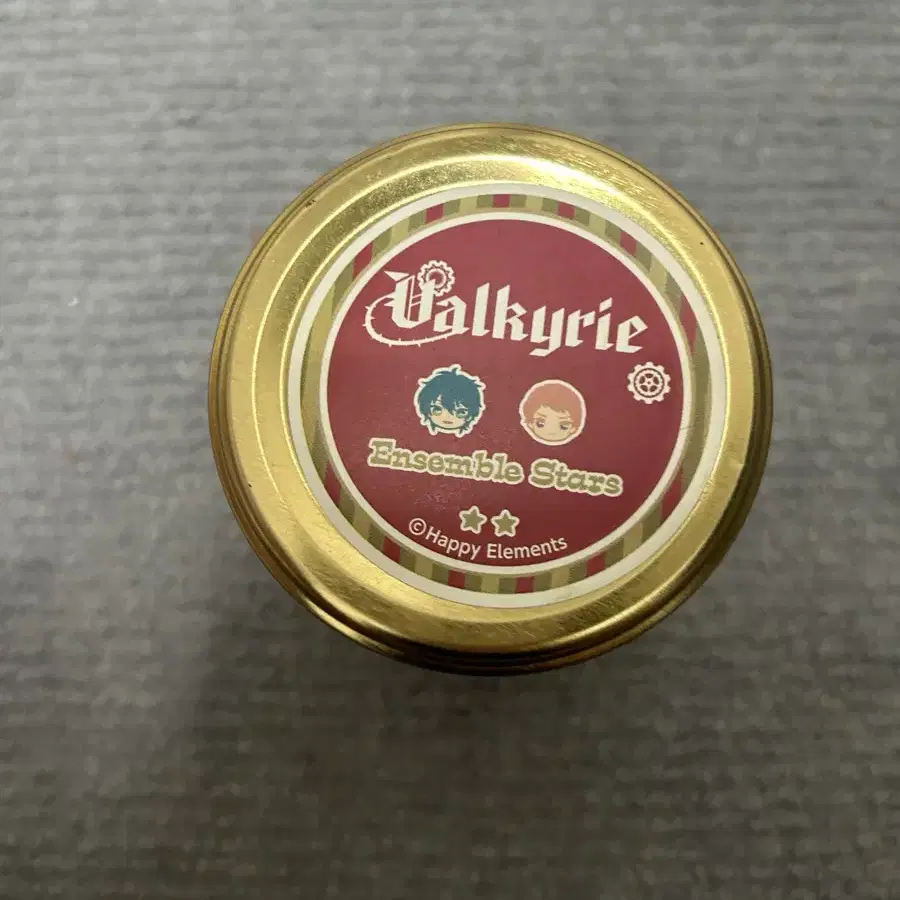 Valkyrie
Ensemble Stars
©Happy Elements